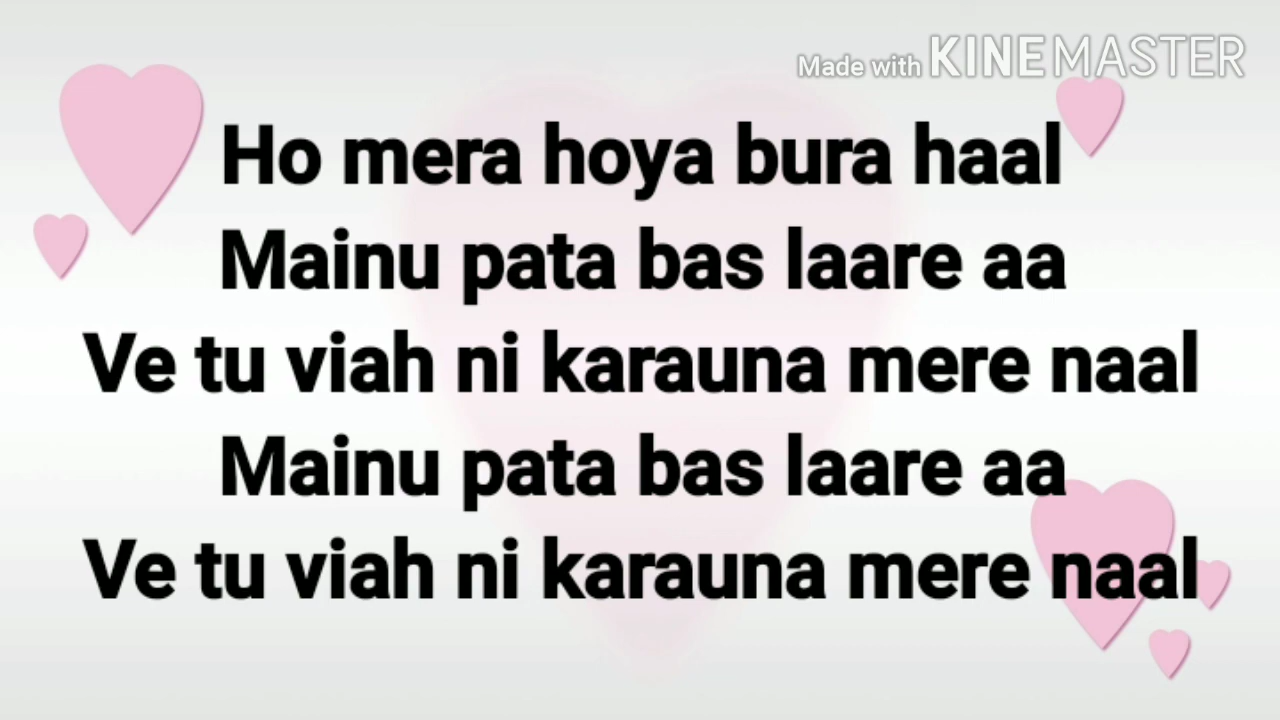 Made with KINEMASTER
Ho mera hoya bura haal
Mainu pata bas laare aa
Ve tu viah ni karauna mere naal
Mainu pata bas laare aa
Ve tu viah ni karauna mere naal